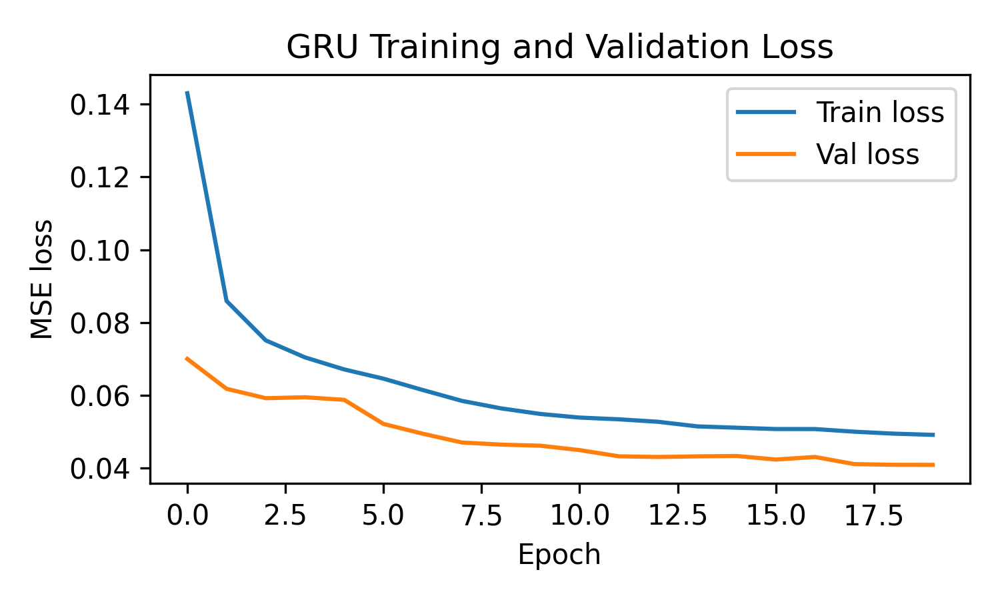 GRU Training and Validation Loss
Train loss
Val loss
MSE loss
0.14
0.12
0.10
0.08
0.06
0.04
0.0 2.5 5.0 7.5 10.0 12.5 15.0 17.5
Epoch